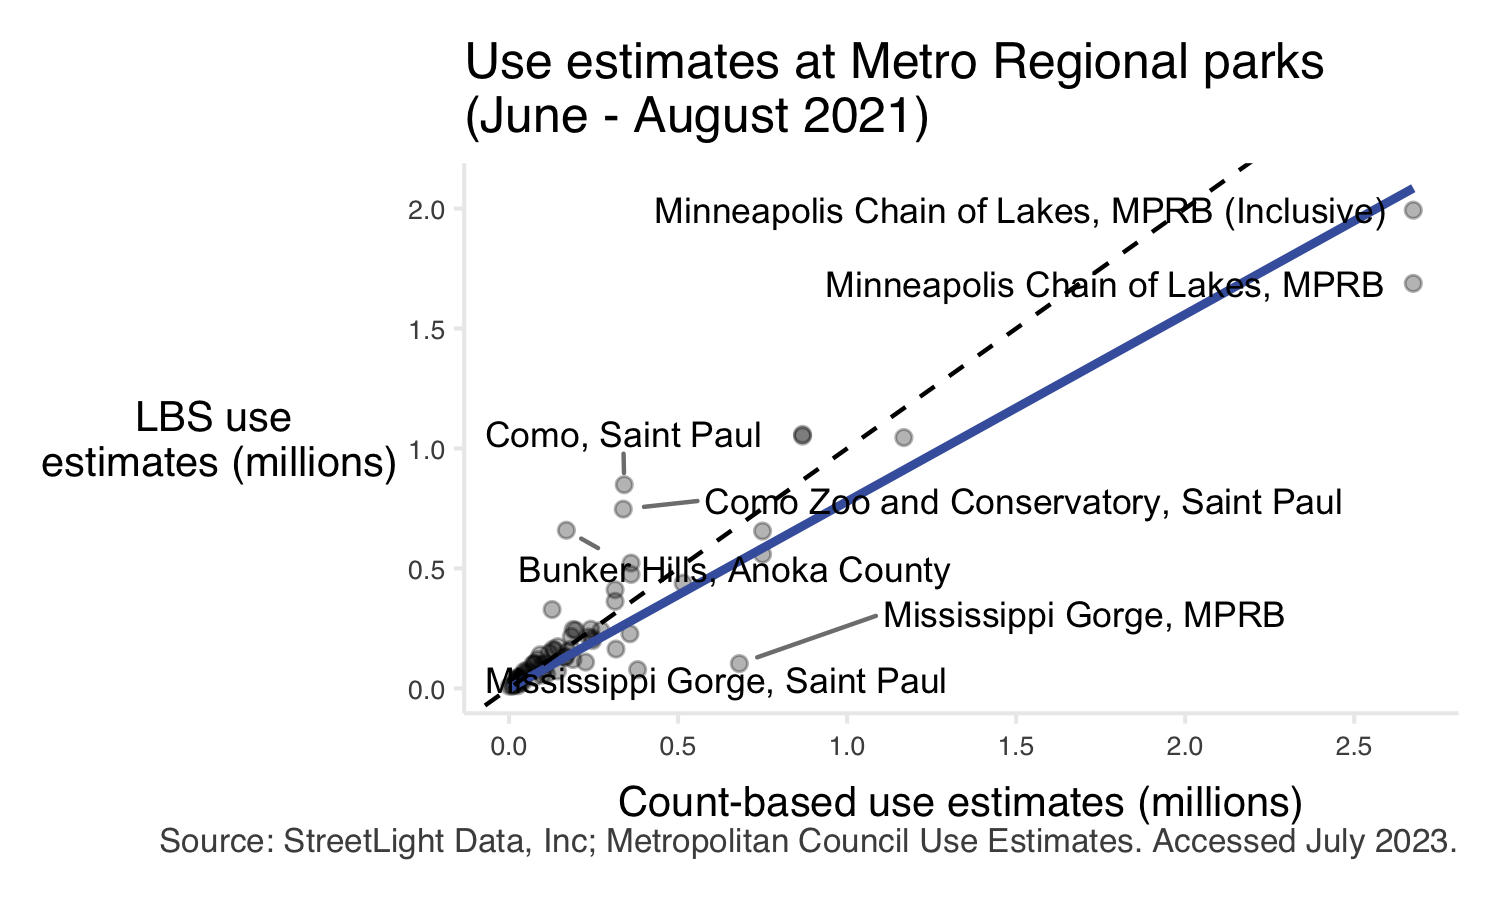 Use estimates at Metro Regional parks
(June - August 2021)
2.0
Minneapolis Chain of Lakes, MPRB (Inclusive)
Minneapolis Chain of Lakes, MPRB
1.5
LBS use
estimates (millions)
1.0
Como, Saint Paul
Como Zoo and Conservatory, Saint Paul
0.5
Bunker Hills, Anoka County
Mississippi Gorge, MPRB
0.0
Mississippi Gorge, Saint Paul
0.0 0.5 1.0 1.5 2.0 2.5
Count-based use estimates (millions)
Source: StreetLight Data, Inc; Metropolitan Council Use Estimates. Accessed July 2023.